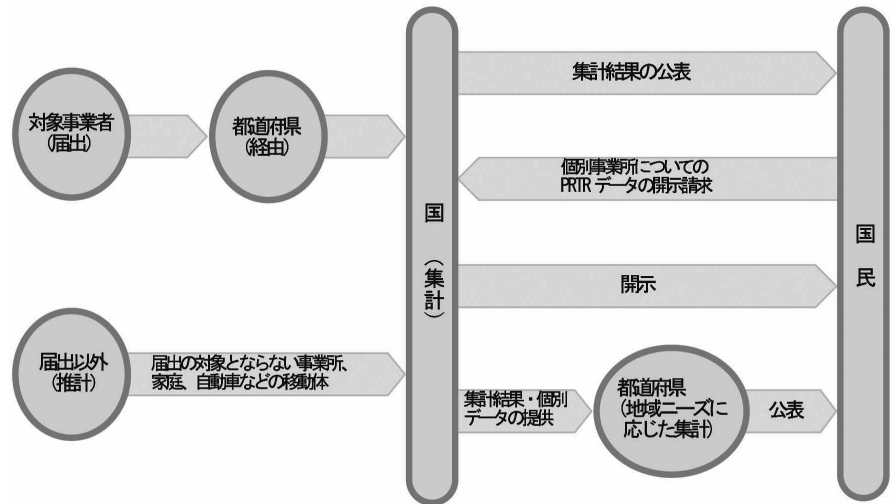 対象事業者
(届出)
都道府県
(経由)
届出以外
(推計)
届出の対象とならない事業所、
家庭、自動車などの移動体
国（集計）
集計結果の公表
個別事業所についての
PRTRデータの開示請求
開示
集計結果・個別
データの提供
都道府県
(地域ニーズに
応じた集計)
公表
国民